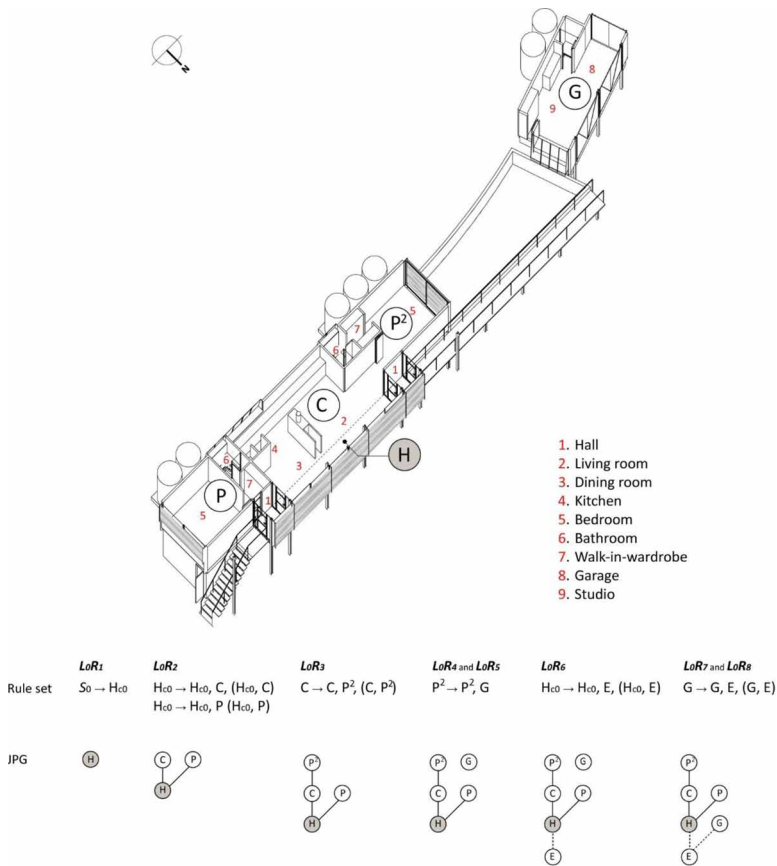 N
8
G
9
5
P²
7
6
1
C
2
4
H
3
6
7
P
1
5
1. Hall
2. Living room
3. Dining room
4. Kitchen
5. Bedroom
6. Bathroom
7. Walk-in-wardrobe
8. Garage
9. Studio
L0R1 L0R2 L0R3 L0R4 and L0R5 L0R6 L0R7 and L0R8
Rule set S0 → Hc0 Hc0 → Hc0, C, (Hc0, C) C → C, P², (C, P²) P² → P², G Hc0 → Hc0, E, (Hc0, E) G → G, E, (G, E)
Hc0 → Hc0, P (Hc0, P)
JPG H C P P² P² G P² G P²
H C P C P C P C P
H H H H G
E E